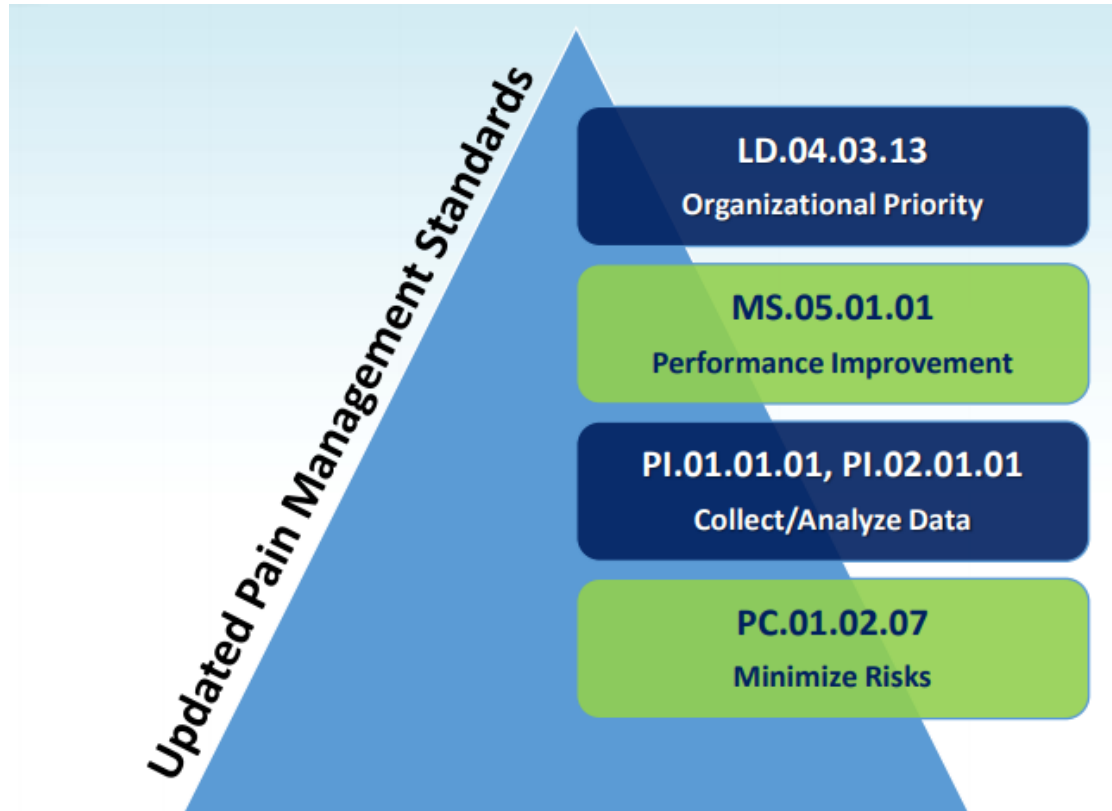 Updated Pain Management Standards
LD.04.03.13
Organizational Priority
MS.05.01.01
Performance Improvement
PI.01.01.01, PI.02.01.01
Collect/Analyze Data
PC.01.02.07
Minimize Risks